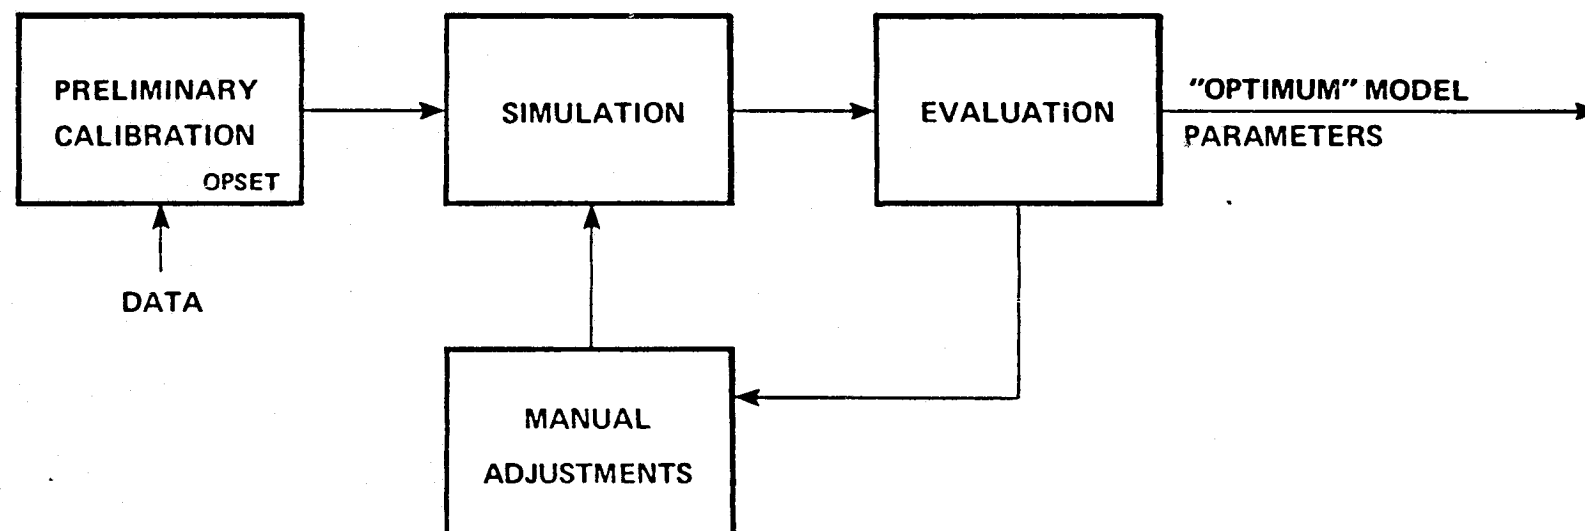 PRELIMINARY
CALIBRATION
OPSET
SIMULATION
EVALUATION
"OPTIMUM" MODEL
PARAMETERS
DATA
MANUAL
ADJUSTMENTS